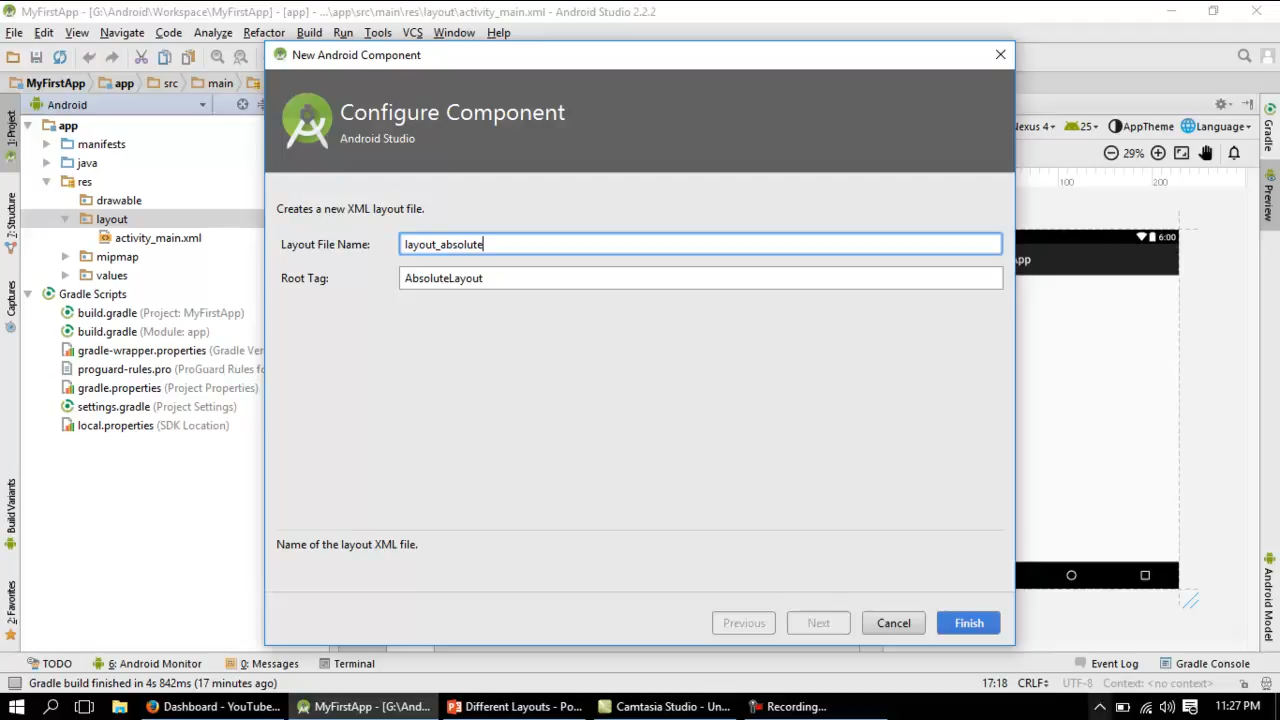 MyFirstApp - [G:\Android\Workspace\MyFirstApp] - [app] - ...\app\src\main\res\layout\activity_main.xml - Android Studio 2.2.2
File Edit View Navigate Code Analyze Refactor Build Run Tools VCS Window Help
MyFirstApp app src main
Android
1: Project
Z: Structure
Captures
Build Variants
2: Favorites
app
manifests
java
res
drawable
layout
activity_main.xml
mipmap
values
Gradle Scripts
build.gradle (Project: MyFirstApp)
build.gradle (Module: app)
gradle-wrapper.properties (Gradle Ver
proguard-rules.pro (ProGuard Rules fo
gradle.properties (Project Properties)
settings.gradle (Project Settings)
local.properties (SDK Location)
New Android Component
Configure Component
Android Studio
Creates a new XML layout file.
Layout File Name: layout_absolute
Root Tag: AbsoluteLayout
Name of the layout XML file.
Previous Next Cancel Finish
Nexus 4 25 AppTheme Language
29%
100 200
6:00
App
Gradle
Preview
Android Model
TODO 6: Android Monitor 0: Messages Terminal Event Log Gradle Console
Gradle build finished in 4s 842ms (17 minutes ago) 17:18 CRLF UTF-8 Context: <no context>
Dashboard - YouTube... MyFirstApp - [G:\And... Different Layouts - Po... Camtasia Studio - Un... Recording... 11:27 PM